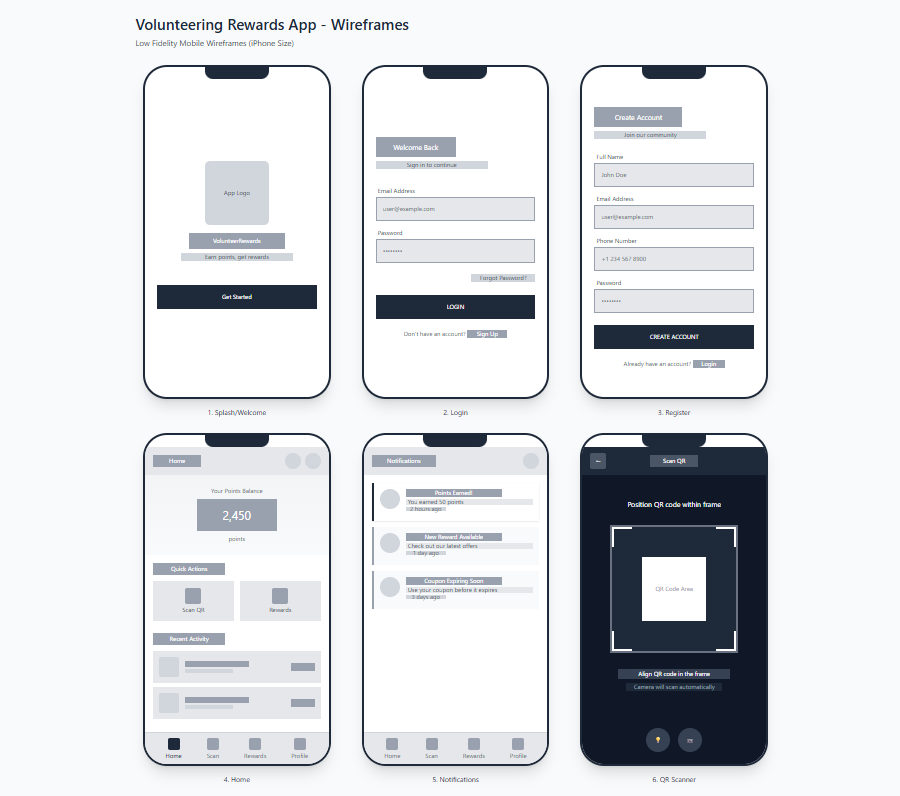 Volunteering Rewards App - Wireframes
Low Fidelity Mobile Wireframes (iPhone Size)
App Logo
VolunteerRewards
Earn points, get rewards
Get Started
1. Splash/Welcome
Welcome Back
Sign in to continue
Email Address
user@example.com
Password
••••••••
Forgot Password?
LOGIN
Don't have an account? Sign Up
2. Login
Create Account
Join our community
Full Name
John Doe
Email Address
user@example.com
Phone Number
+1 234 567 8900
Password
••••••••
CREATE ACCOUNT
Already have an account? Login
3. Register
Home
Your Points Balance
2,450
points
Quick Actions
Scan QR
Rewards
Recent Activity
Home Scan Rewards Profile
4. Home
Notifications
Points Earned!
You earned 50 points
2 hours ago
New Reward Available
Check out our latest offers
1 day ago
Coupon Expiring Soon
Use your coupon before it expires
3 days ago
Home Scan Rewards Profile
5. Notifications
←
Scan QR
Position QR code within frame
QR Code Area
Align QR code in the frame
Camera will scan automatically
6. QR Scanner